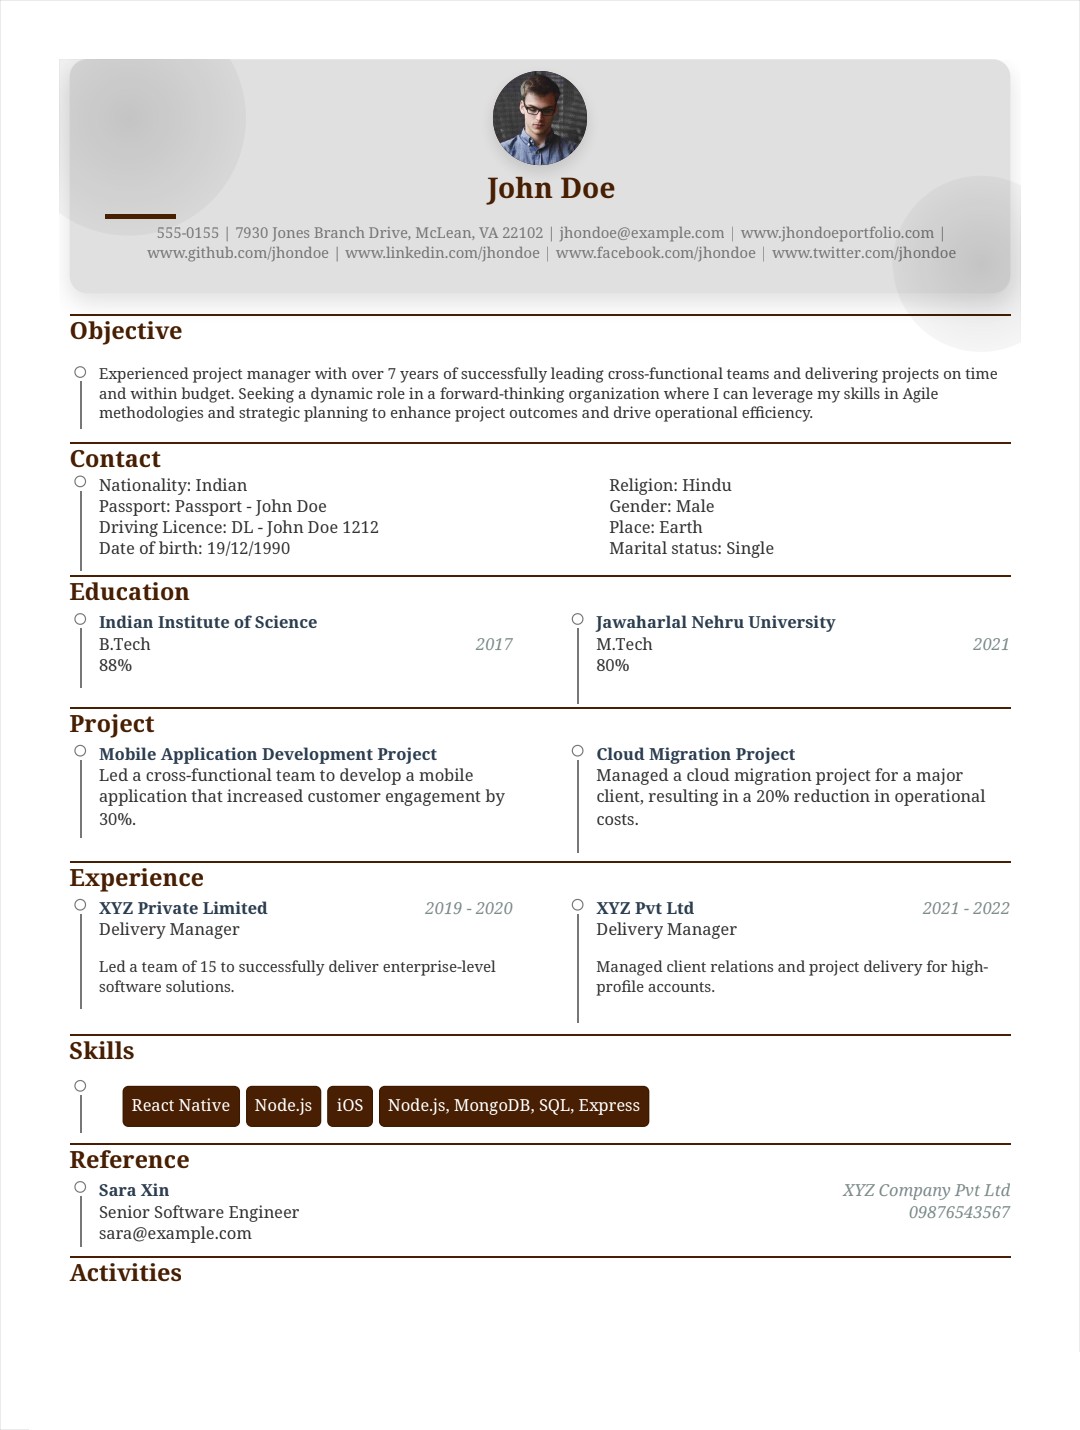 John Doe
555-0155 | 7930 Jones Branch Drive, McLean, VA 22102 | jhondoe@example.com | www.jhondoeportfolio.com |
www.github.com/jhondoe | www.linkedin.com/jhondoe | www.facebook.com/jhondoe | www.twitter.com/jhondoe
Objective
Experienced project manager with over 7 years of successfully leading cross-functional teams and delivering projects on time
and within budget. Seeking a dynamic role in a forward-thinking organization where I can leverage my skills in Agile
methodologies and strategic planning to enhance project outcomes and drive operational efficiency.
Contact
Nationality: Indian
Passport: Passport - John Doe
Driving Licence: DL - John Doe 1212
Date of birth: 19/12/1990
Religion: Hindu
Gender: Male
Place: Earth
Marital status: Single
Education
Indian Institute of Science
B.Tech 2017
88%
Jawaharlal Nehru University
M.Tech 2021
80%
Project
Mobile Application Development Project
Led a cross-functional team to develop a mobile
application that increased customer engagement by
30%.
Cloud Migration Project
Managed a cloud migration project for a major
client, resulting in a 20% reduction in operational
costs.
Experience
XYZ Private Limited 2019 - 2020
Delivery Manager
Led a team of 15 to successfully deliver enterprise-level
software solutions.
XYZ Pvt Ltd 2021 - 2022
Delivery Manager
Managed client relations and project delivery for high-
profile accounts.
Skills
React Native Node.js iOS Node.js, MongoDB, SQL, Express
Reference
Sara Xin XYZ Company Pvt Ltd
Senior Software Engineer 09876543567
sara@example.com
Activities